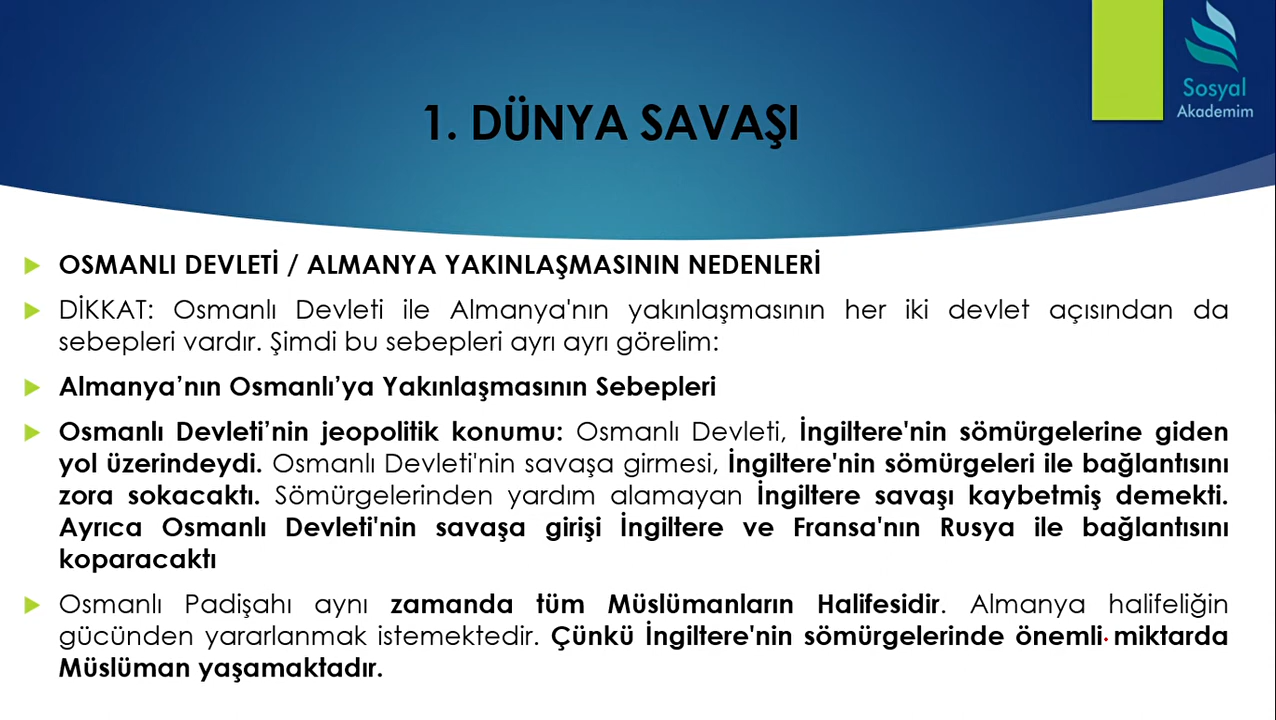 Sosyal
Akademim
1. DÜNYA SAVAŞI
OSMANLI DEVLETİ / ALMANYA YAKINLAŞMASININ NEDENLERİ
DİKKAT: Osmanlı Devleti ile Almanya'nın yakınlaşmasının her iki devlet açısından da
sebepleri vardır. Şimdi bu sebepleri ayrı ayrı görelim:
Almanya’nın Osmanlı’ya Yakınlaşmasının Sebepleri
Osmanlı Devleti’nin jeopolitik konumu: Osmanlı Devleti, İngiltere'nin sömürgelerine giden
yol üzerindeydi. Osmanlı Devleti'nin savaşa girmesi, İngiltere'nin sömürgeleri ile bağlantısını
zora sokacaktı. Sömürgelerinden yardım alamayan İngiltere savaşı kaybetmiş demekti.
Ayrıca Osmanlı Devleti'nin savaşa girişi İngiltere ve Fransa'nın Rusya ile bağlantısını
koparacaktı
Osmanlı Padişahı aynı zamanda tüm Müslümanların Halifesidir. Almanya halifeliğin
gücünden yararlanmak istemektedir. Çünkü İngiltere'nin sömürgelerinde önemli miktarda
Müslüman yaşamaktadır.